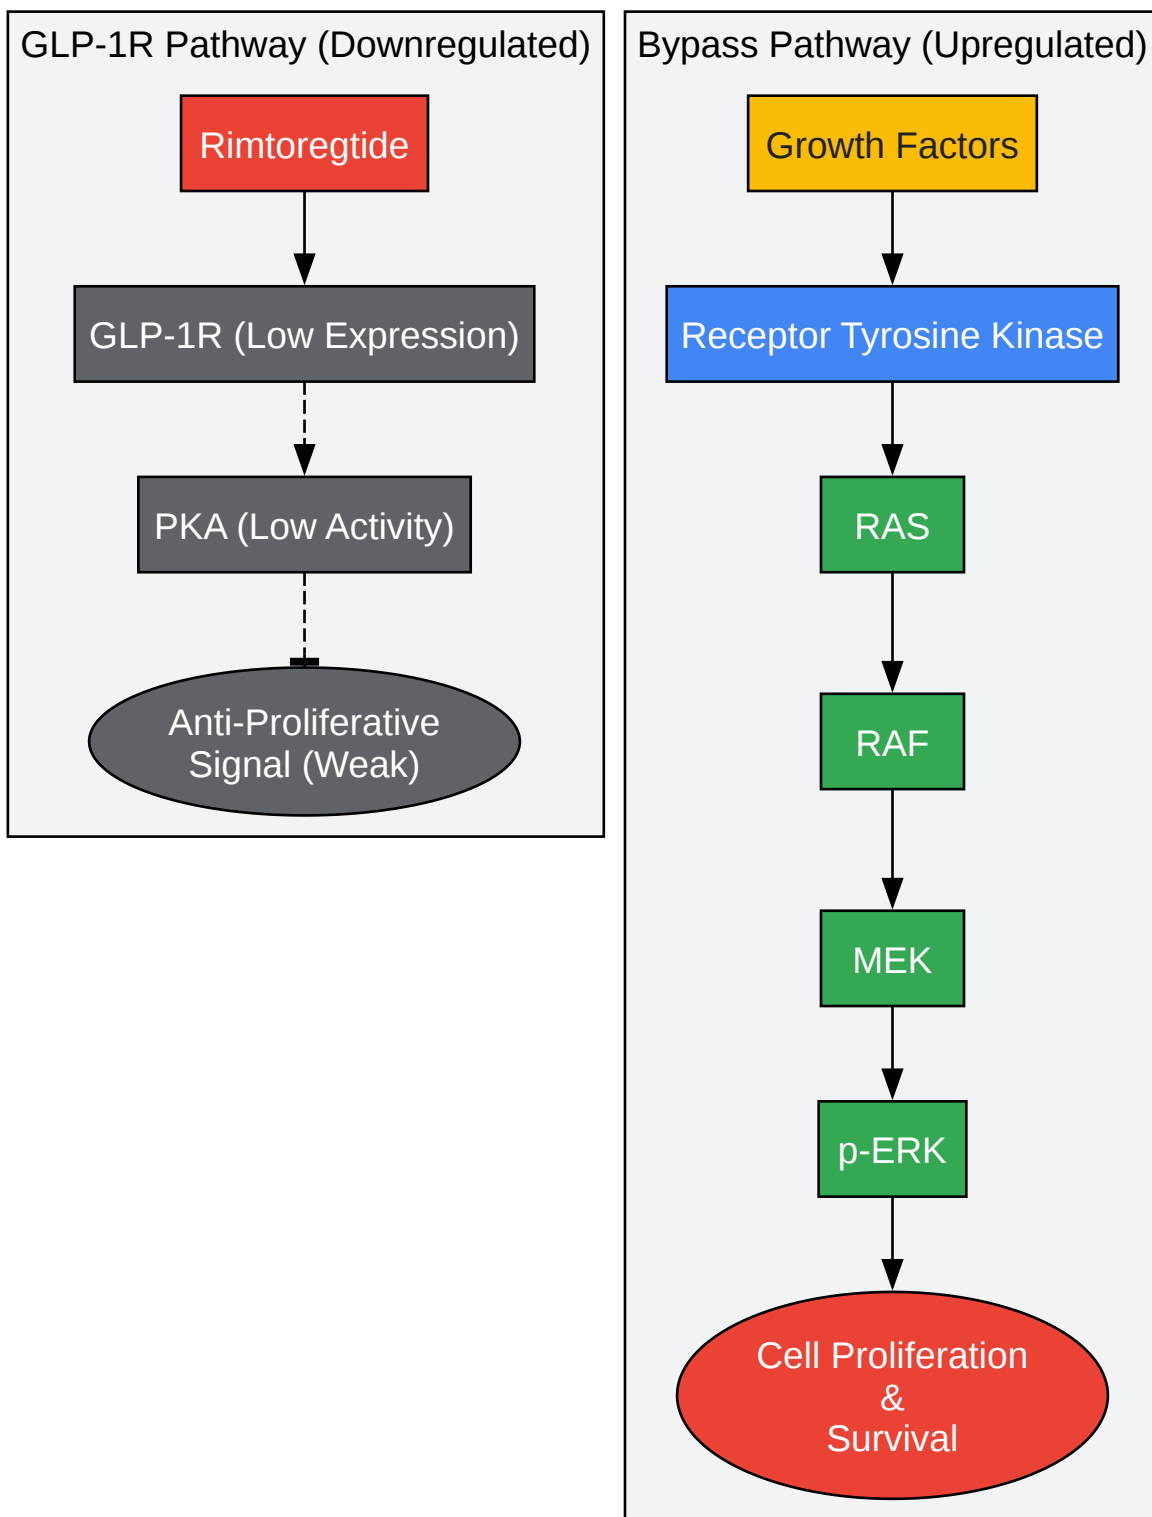 GLP-1R Pathway (Downregulated)
Rimtoregtide
GLP-1R (Low Expression)
PKA (Low Activity)
Anti-Proliferative
Signal (Weak)
Bypass Pathway (Upregulated)
Growth Factors
Receptor Tyrosine Kinase
RAS
RAF
MEK
p-ERK
Cell Proliferation
&
Survival